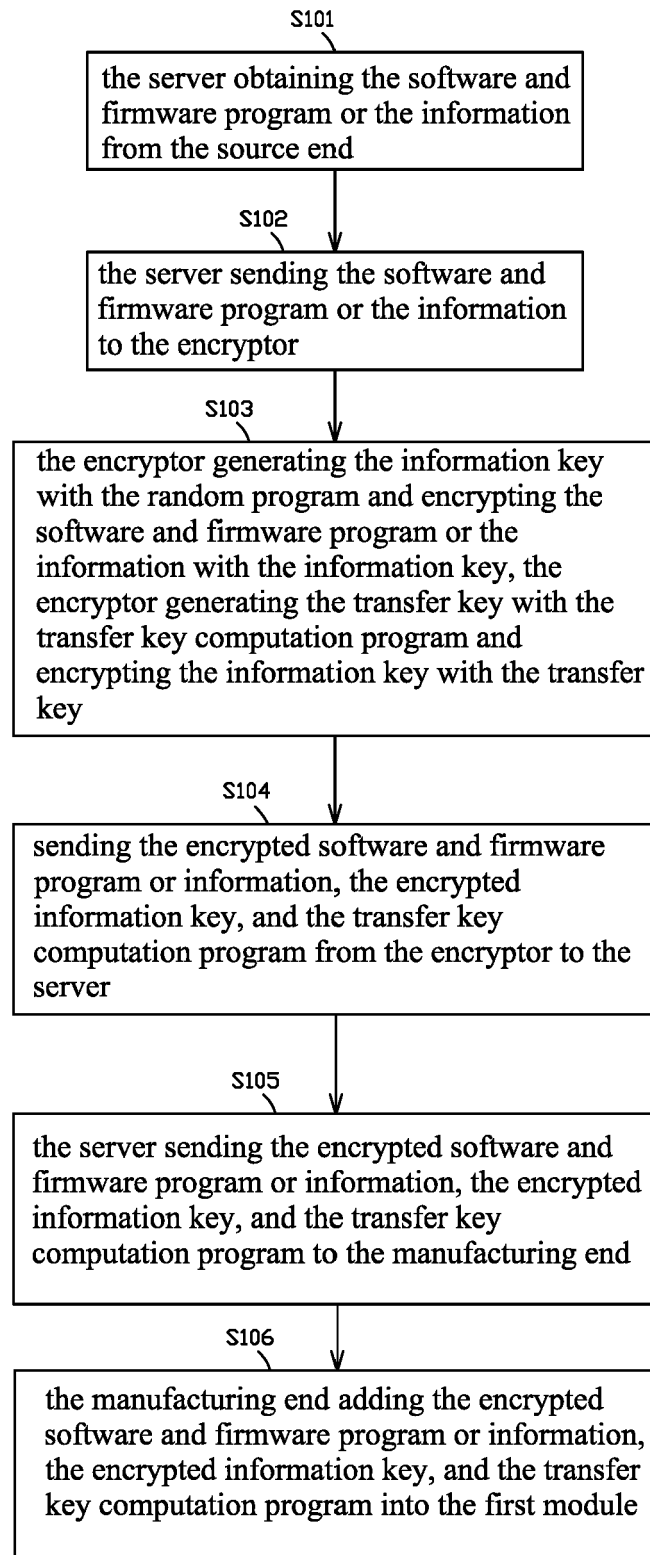 S101
the server obtaining the software and
firmware program or the information
from the source end
S102
the server sending the software and
firmware program or the information
to the encryptor
S103
the encryptor generating the information key
with the random program and encrypting the
software and firmware program or the
information with the information key, the
encryptor generating the transfer key with the
transfer key computation program and
encrypting the information key with the transfer
key
S104
sending the encrypted software and firmware
program or information, the encrypted
information key, and the transfer key
computation program from the encryptor to the
server
S105
the server sending the encrypted software and
firmware program or information, the encrypted
information key, and the transfer key
computation program to the manufacturing end
S106
the manufacturing end adding the encrypted
software and firmware program or information,
the encrypted information key, and the transfer
key computation program into the first module